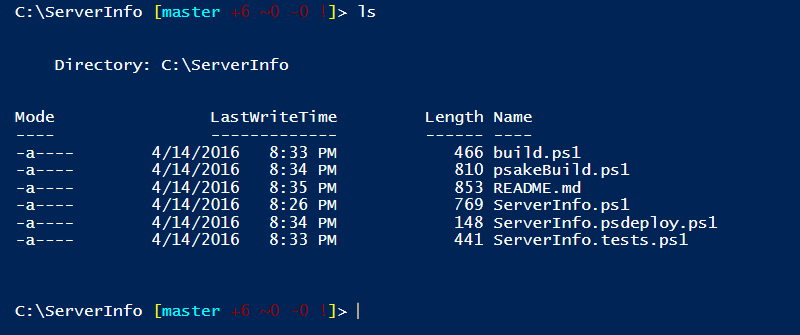 C:\ServerInfo [master +6 ~0 -0 !]> ls
Directory: C:\ServerInfo
Mode LastWriteTime Length Name
---- ------------- ------ ----
-a---- 4/14/2016 8:33 PM 466 build.ps1
-a---- 4/14/2016 8:34 PM 810 psakeBuild.ps1
-a---- 4/14/2016 8:35 PM 853 README.md
-a---- 4/14/2016 8:26 PM 769 ServerInfo.ps1
-a---- 4/14/2016 8:34 PM 148 ServerInfo.psdeploy.ps1
-a---- 4/14/2016 8:33 PM 441 ServerInfo.tests.ps1
C:\ServerInfo [master +6 ~0 -0 !]>